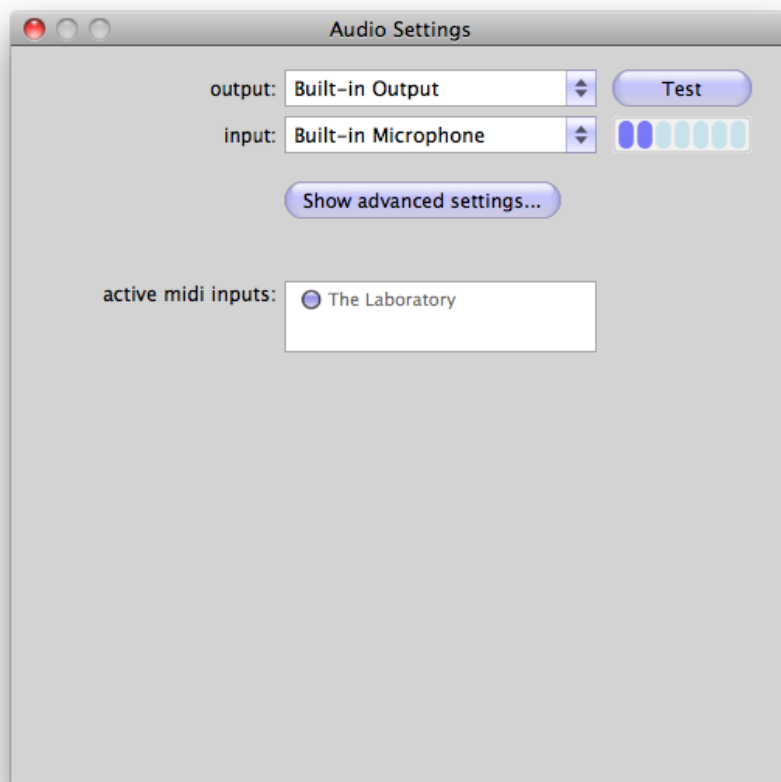 Audio Settings
output: Built-in Output Test
input: Built-in Microphone
Show advanced settings...
active midi inputs: The Laboratory